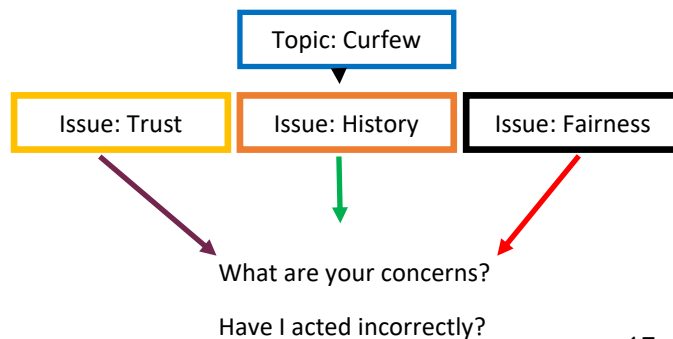 Topic: Curfew
Issue: Trust
Issue: History
Issue: Fairness
What are your concerns?
Have I acted incorrectly?